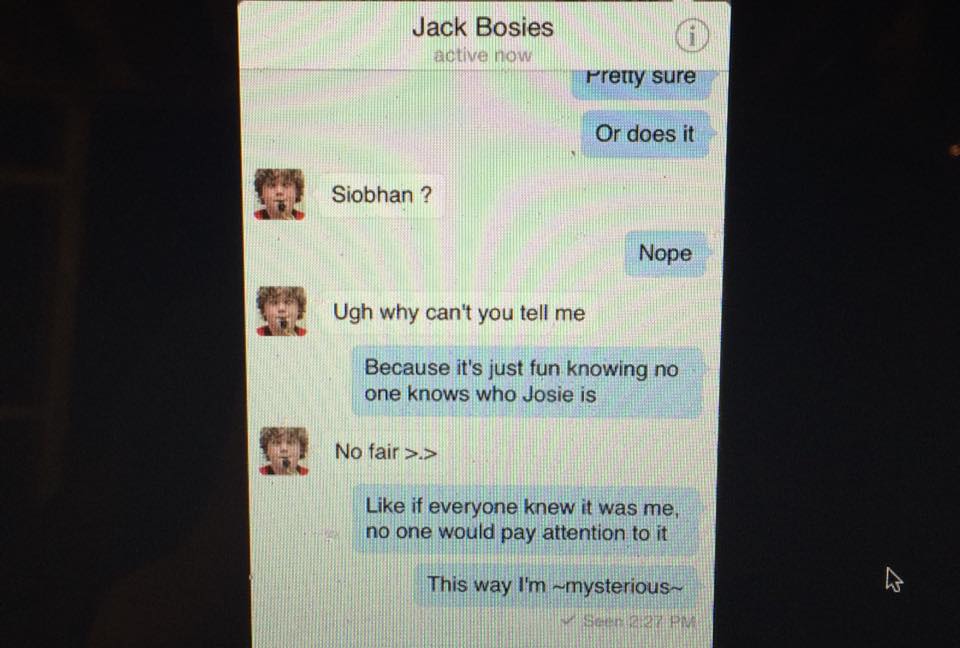 Jack Bosies
active now
Pretty sure
Or does it
Siobhan ?
Nope
Ugh why can't you tell me
Because it's just fun knowing no
one knows who Josie is
No fair >.>
Like if everyone knew it was me,
no one would pay attention to it
This way I'm ~mysterious~
✓ Seen 2:27 PM